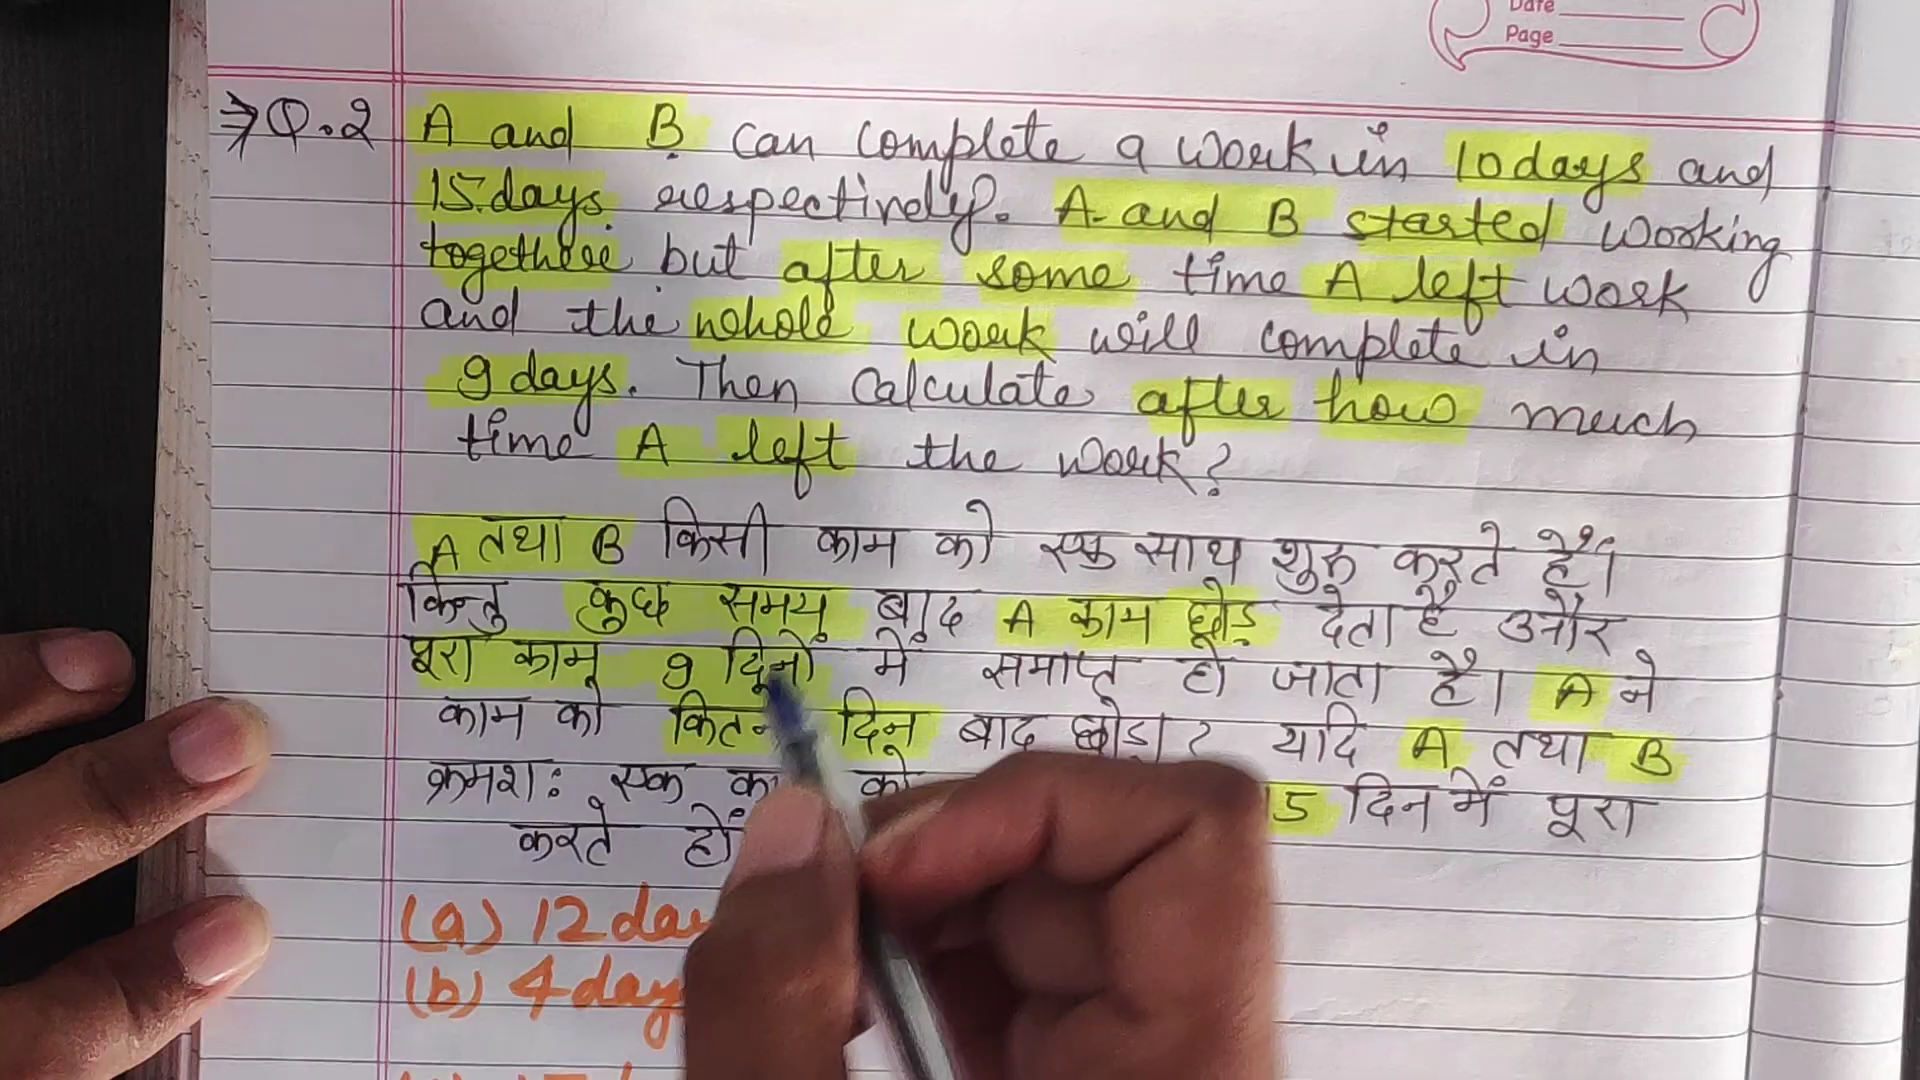 Date
Page
⇒ Q.2 A and B can complete a work in 10 days and
15 days respectively. A and B started working
together but after some time A left work
and the whole work will complete in
9 days. Then calculate after how much
time A left the work?
A तथा B किसी काम को एक साथ शुरू करते हैं।
किन्तु कुछ समय बाद A काम छोड़ देता है और
पूरा काम 9 दिनों में समाप्त हो जाता है। A ने
काम को दिन बाद छोड़ा? यदि A तथा B
क्रमशः एक को 15 दिन में पूरा
करते हों
(a) 12
(b) 4